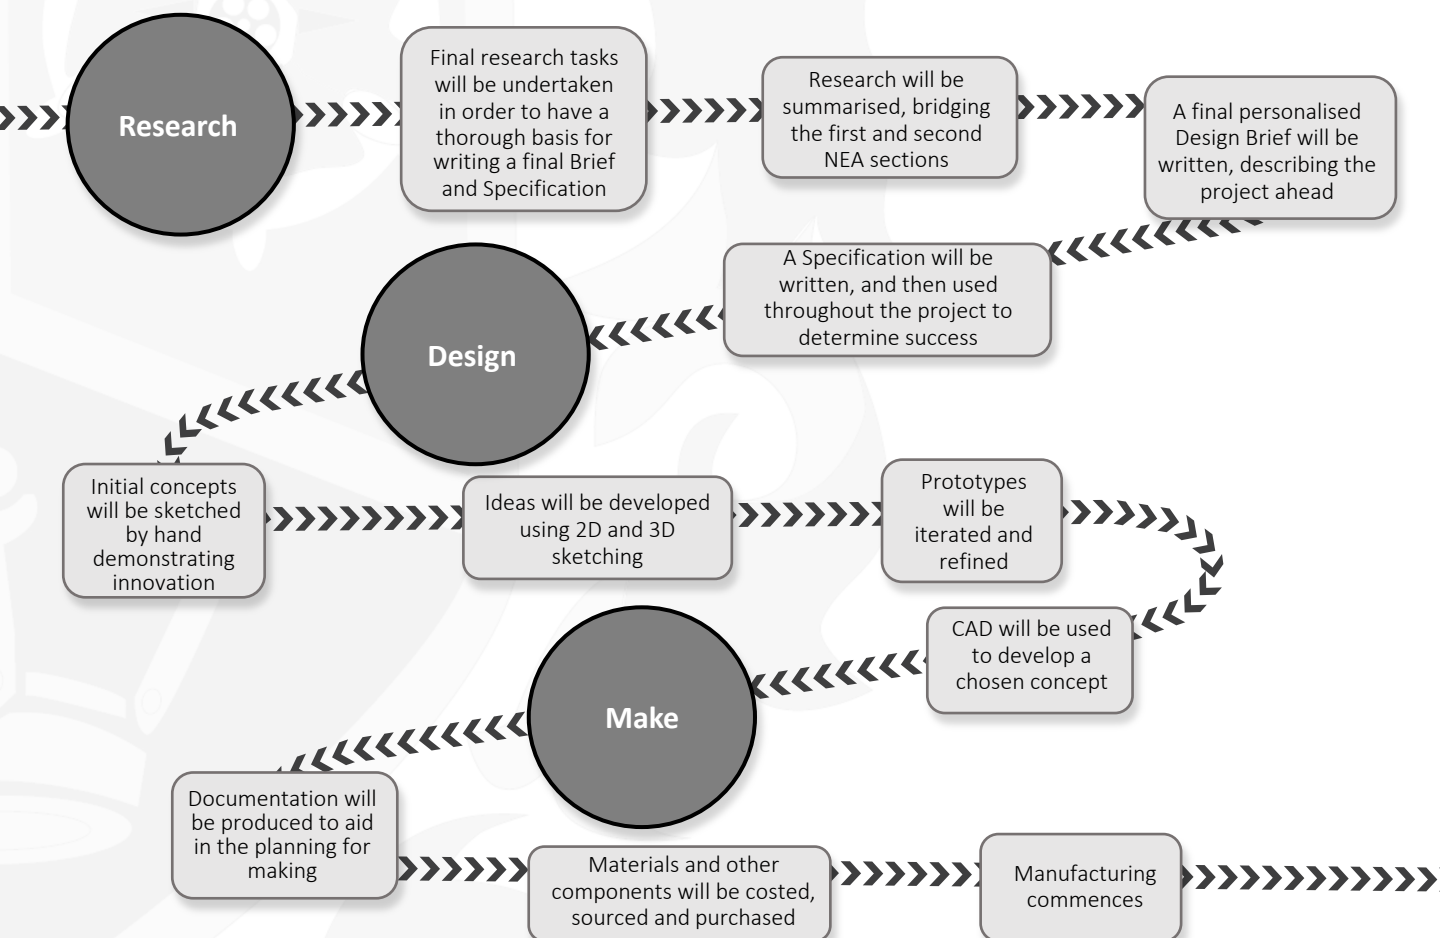 Research
Final research tasks
will be undertaken
in order to have a
thorough basis for
writing a final Brief
and Specification
Research will be
summarised, bridging
the first and second
NEA sections
A final personalised
Design Brief will be
written, describing the
project ahead
A Specification will be
written, and then used
throughout the project to
determine success
Design
Initial concepts
will be sketched
by hand
demonstrating
innovation
Ideas will be developed
using 2D and 3D
sketching
Prototypes
will be
iterated and
refined
CAD will be used
to develop a
chosen concept
Make
Documentation will
be produced to aid
in the planning for
making
Materials and other
components will be costed,
sourced and purchased
Manufacturing
commences